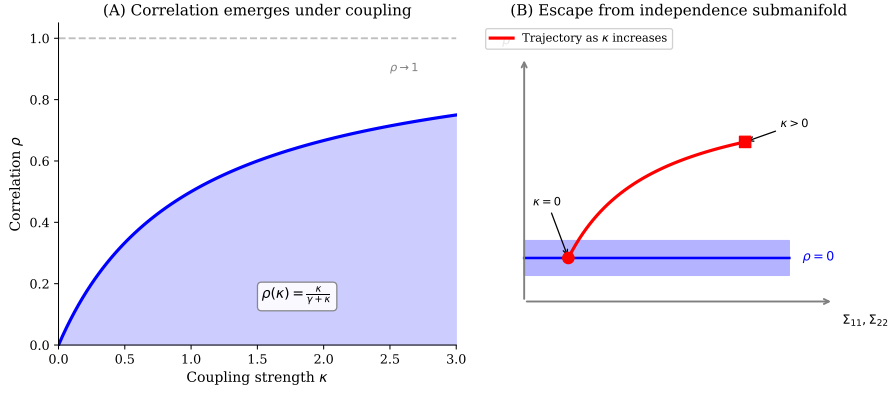 (A) Correlation emerges under coupling
1.0
0.8
0.6
0.4
0.2
0.0
Correlation ρ
ρ → 1
ρ(κ) = κ/(γ + κ)
0.0 0.5 1.0 1.5 2.0 2.5 3.0
Coupling strength κ
(B) Escape from independence submanifold
Trajectory as κ increases
κ > 0
κ = 0
ρ = 0
Σ₁₁, Σ₂₂